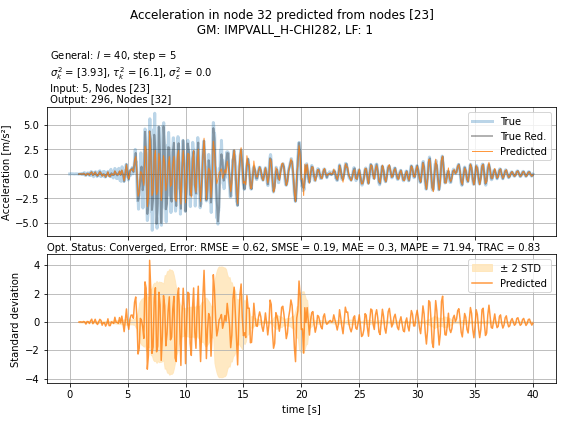 Acceleration in node 32 predicted from nodes [23]
GM: IMPVALL_H-CHI282, LF: 1
General: l = 40, step = 5
σ²ₖ = [3.93], τ²ₖ = [6.1], σ²ε = 0.0
Input: 5, Nodes [23]
Output: 296, Nodes [32]
Acceleration [m/s²]
5.0
2.5
0.0
−2.5
−5.0
True
True Red.
Predicted
Opt. Status: Converged, Error: RMSE = 0.62, SMSE = 0.19, MAE = 0.3, MAPE = 71.94, TRAC = 0.83
Standard deviation
4
2
0
−2
−4
± 2 STD
Predicted
0 5 10 15 20 25 30 35 40
time [s]